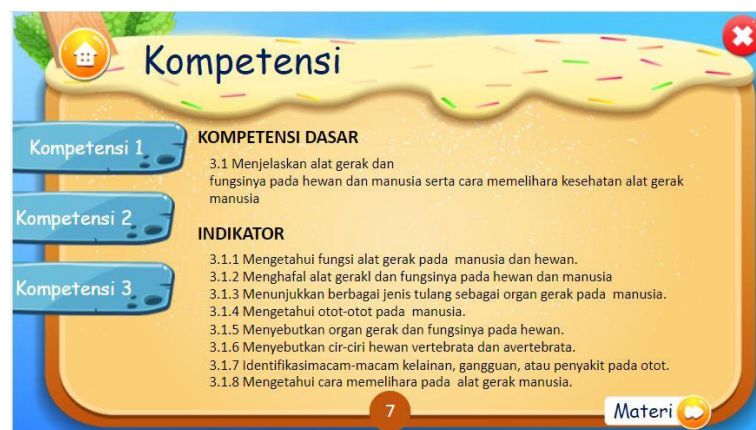 Kompetensi
Kompetensi 1
Kompetensi 2
Kompetensi 3
KOMPETENSI DASAR
3.1 Menjelaskan alat gerak dan
fungsinya pada hewan dan manusia serta cara memelihara kesehatan alat gerak
manusia
INDIKATOR
3.1.1 Mengetahui fungsi alat gerak pada manusia dan hewan.
3.1.2 Menghafal alat gerakl dan fungsinya pada hewan dan manusia
3.1.3 Menunjukkan berbagai jenis tulang sebagai organ gerak pada manusia.
3.1.4 Mengetahui otot-otot pada manusia.
3.1.5 Menyebutkan organ gerak dan fungsinya pada hewan.
3.1.6 Menyebutkan cir-ciri hewan vertebrata dan avertebrata.
3.1.7 Identifikasimacam-macam kelainan, gangguan, atau penyakit pada otot.
3.1.8 Mengetahui cara memelihara pada alat gerak manusia.
7
Materi